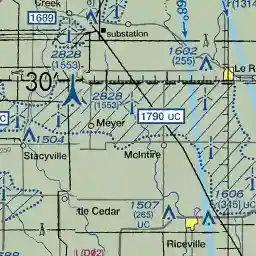 Creek
1689
68°
(1314
substation
2828
(1553)
1602
(255)
Le R
30
2828
(1553)
1790 UC
Meyer
1504
Stacyville
McIntire
1507
(265)
UC
1606
(345) UC
tle Cedar
Riceville